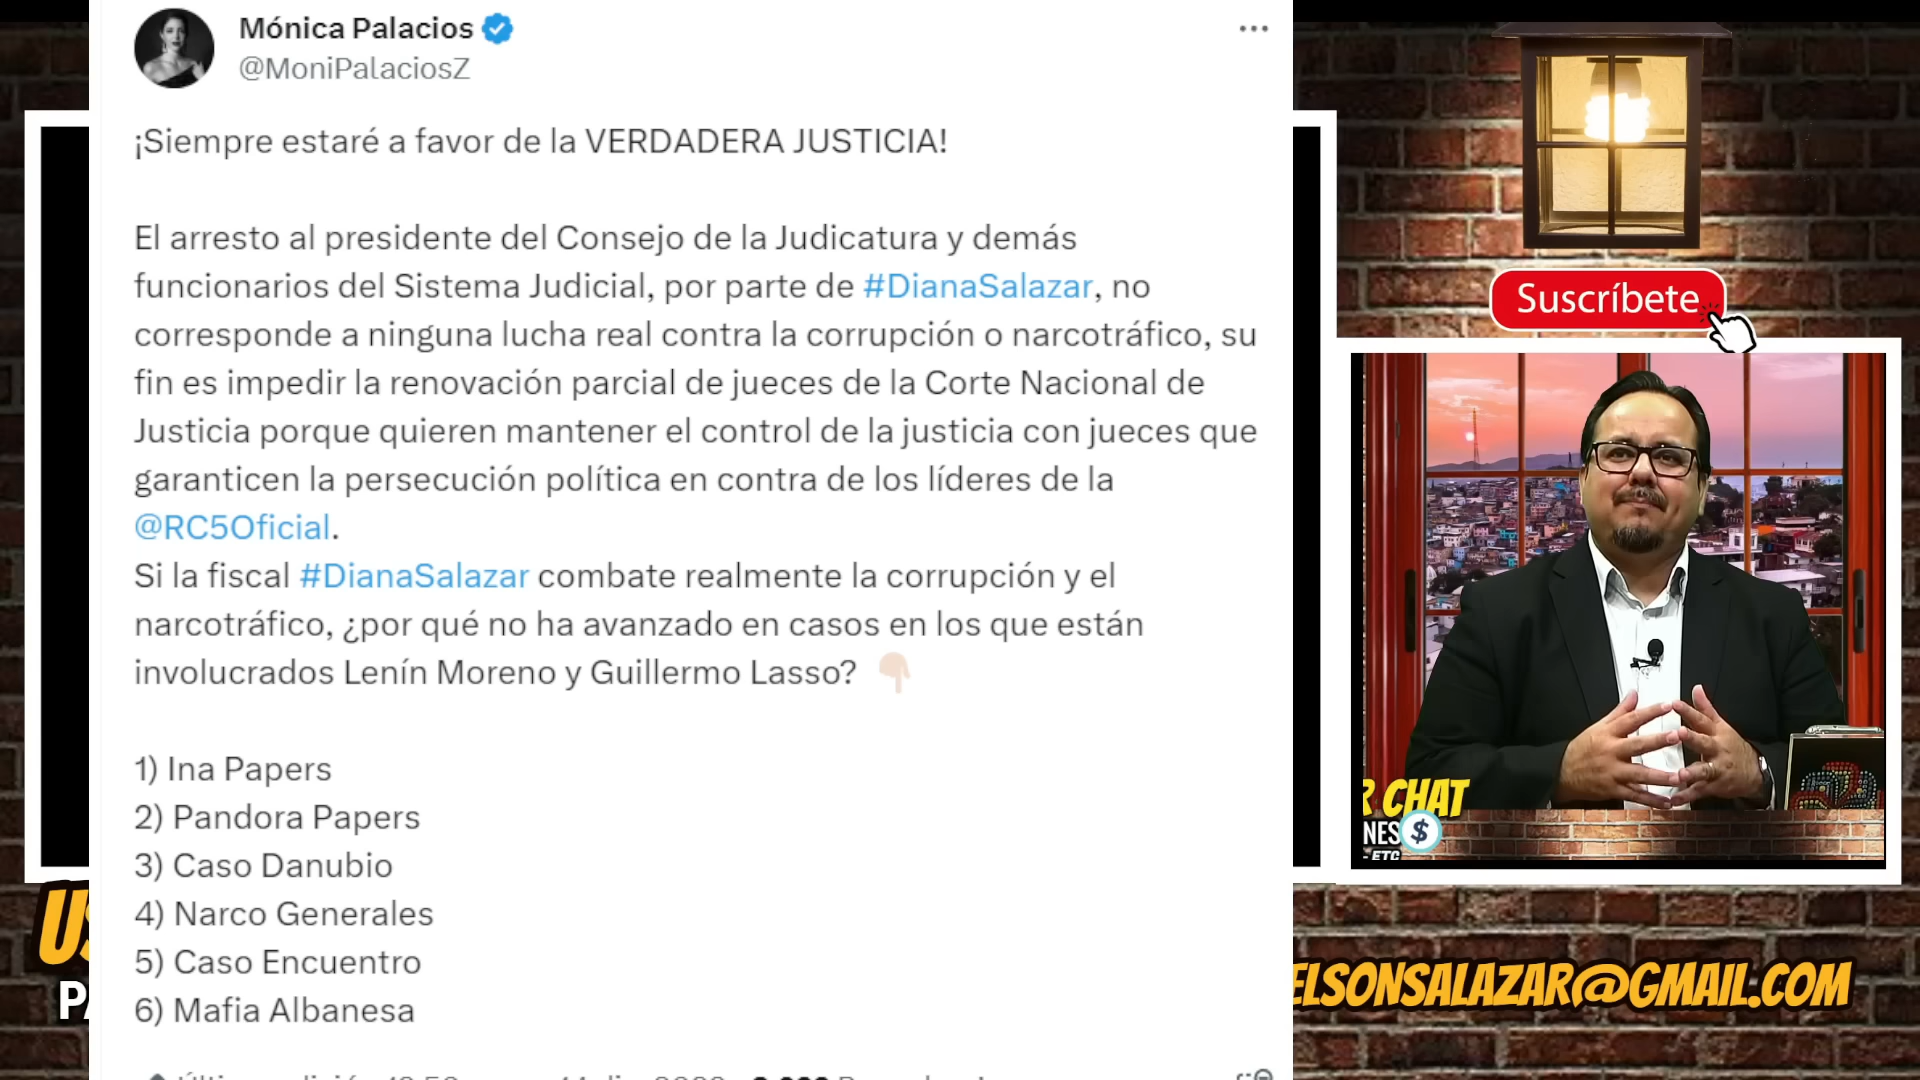 Mónica Palacios
@MoniPalaciosZ
¡Siempre estaré a favor de la VERDADERA JUSTICIA!
El arresto al presidente del Consejo de la Judicatura y demás
funcionarios del Sistema Judicial, por parte de #DianaSalazar, no
corresponde a ninguna lucha real contra la corrupción o narcotráfico, su
fin es impedir la renovación parcial de jueces de la Corte Nacional de
Justicia porque quieren mantener el control de la justicia con jueces que
garanticen la persecución política en contra de los líderes de la
@RC5Oficial.
Si la fiscal #DianaSalazar combate realmente la corrupción y el
narcotráfico, ¿por qué no ha avanzado en casos en los que están
involucrados Lenín Moreno y Guillermo Lasso?
1) Ina Papers
2) Pandora Papers
3) Caso Danubio
4) Narco Generales
5) Caso Encuentro
6) Mafia Albanesa
Suscríbete
R CHAT
NES $
- ETC
ELSONSALAZAR@GMAIL.COM